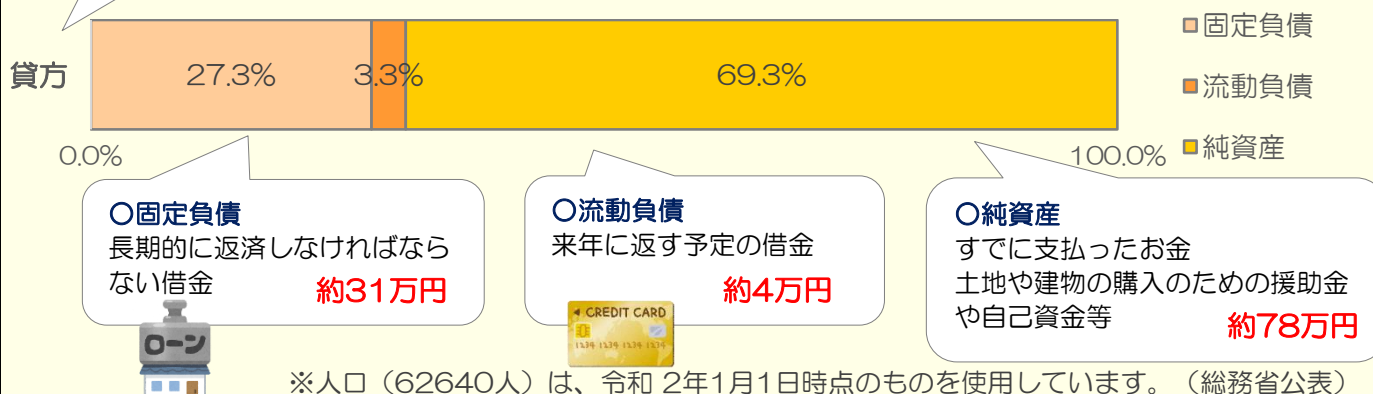 固定負債
貸方
27.3%
3.3%
69.3%
流動負債
純資産
0.0%
100.0%
〇固定負債
長期的に返済しなければなら
ない借金
約31万円
〇流動負債
来年に返す予定の借金
約4万円
〇純資産
すでに支払ったお金
土地や建物の購入のための援助金
や自己資金等
約78万円
ローン
CREDIT CARD
1234 1234 1234 1234
※人口（62640人）は、令和 2年1月1日時点のものを使用しています。（総務省公表）